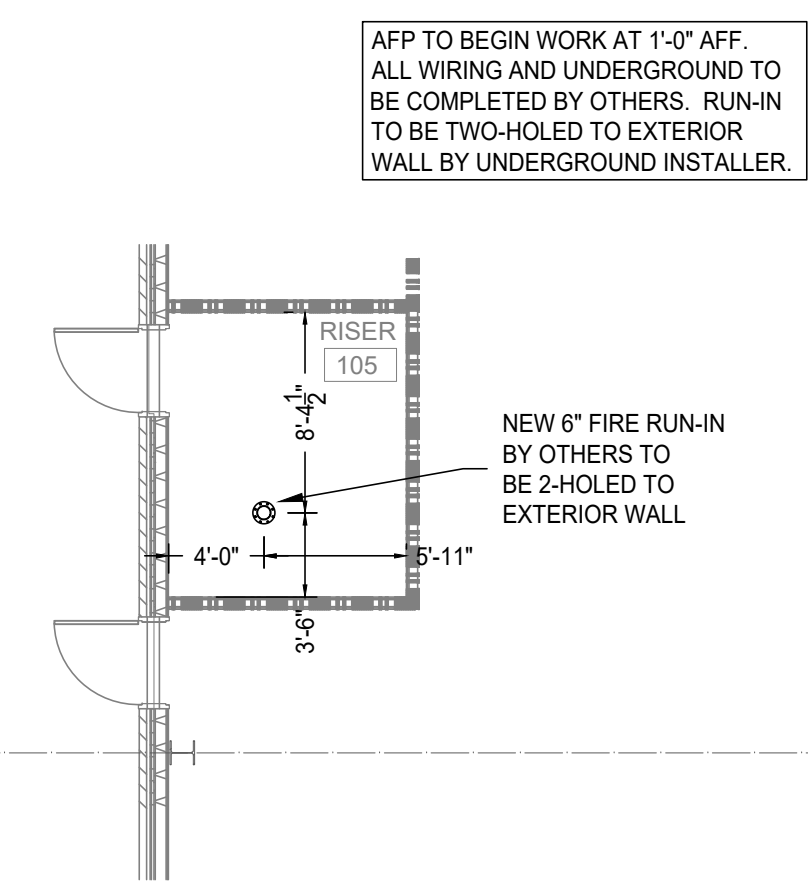 AFP TO BEGIN WORK AT 1'-0" AFF.
ALL WIRING AND UNDERGROUND TO
BE COMPLETED BY OTHERS. RUN-IN
TO BE TWO-HOLED TO EXTERIOR
WALL BY UNDERGROUND INSTALLER.
RISER
105
8'-4 1/2"
NEW 6" FIRE RUN-IN
BY OTHERS TO
BE 2-HOLED TO
EXTERIOR WALL
4'-0"
5'-11"
3'-6"